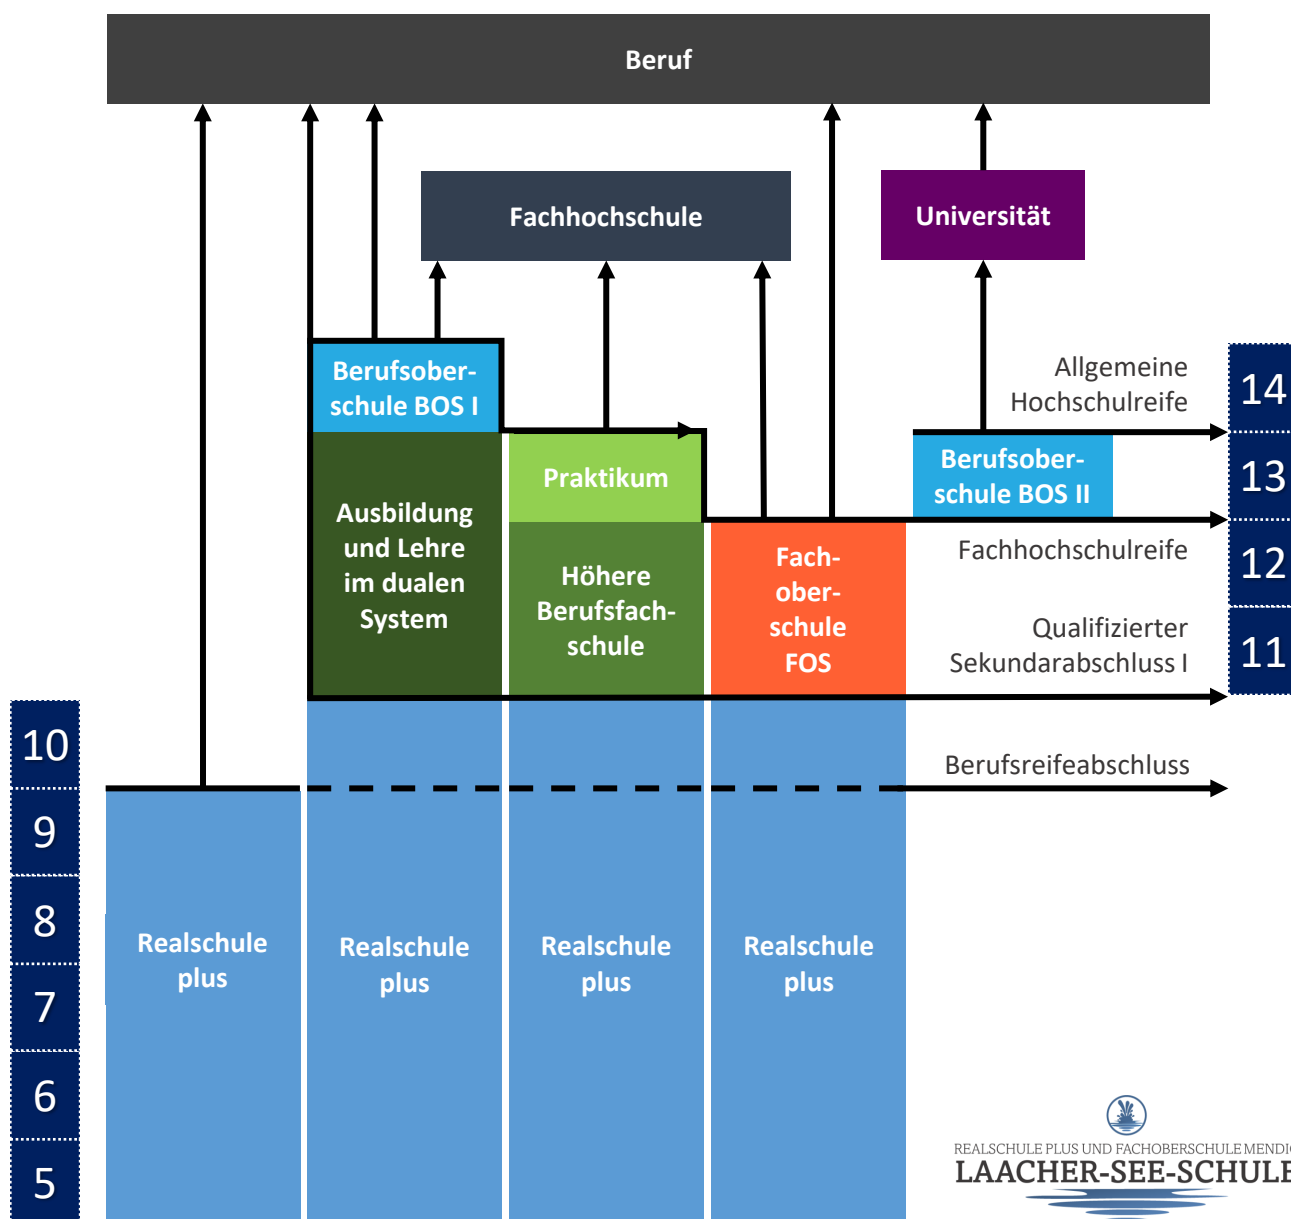 Beruf
Fachhochschule
Universität
Berufsober-
schule BOS I
Allgemeine
Hochschulreife
14
Praktikum
Berufsober-
schule BOS II
13
Ausbildung
und Lehre
im dualen
System
Höhere
Berufsfach-
schule
Fach-
ober-
schule
FOS
Fachhochschulreife
12
Qualifizierter
Sekundarabschluss I
11
10
Berufsreifeabschluss
9
8
Realschule
plus
Realschule
plus
Realschule
plus
Realschule
plus
7
6
5
REALSCHULE PLUS UND FACHOBERSCHULE MENDIG
LAACHER-SEE-SCHULE